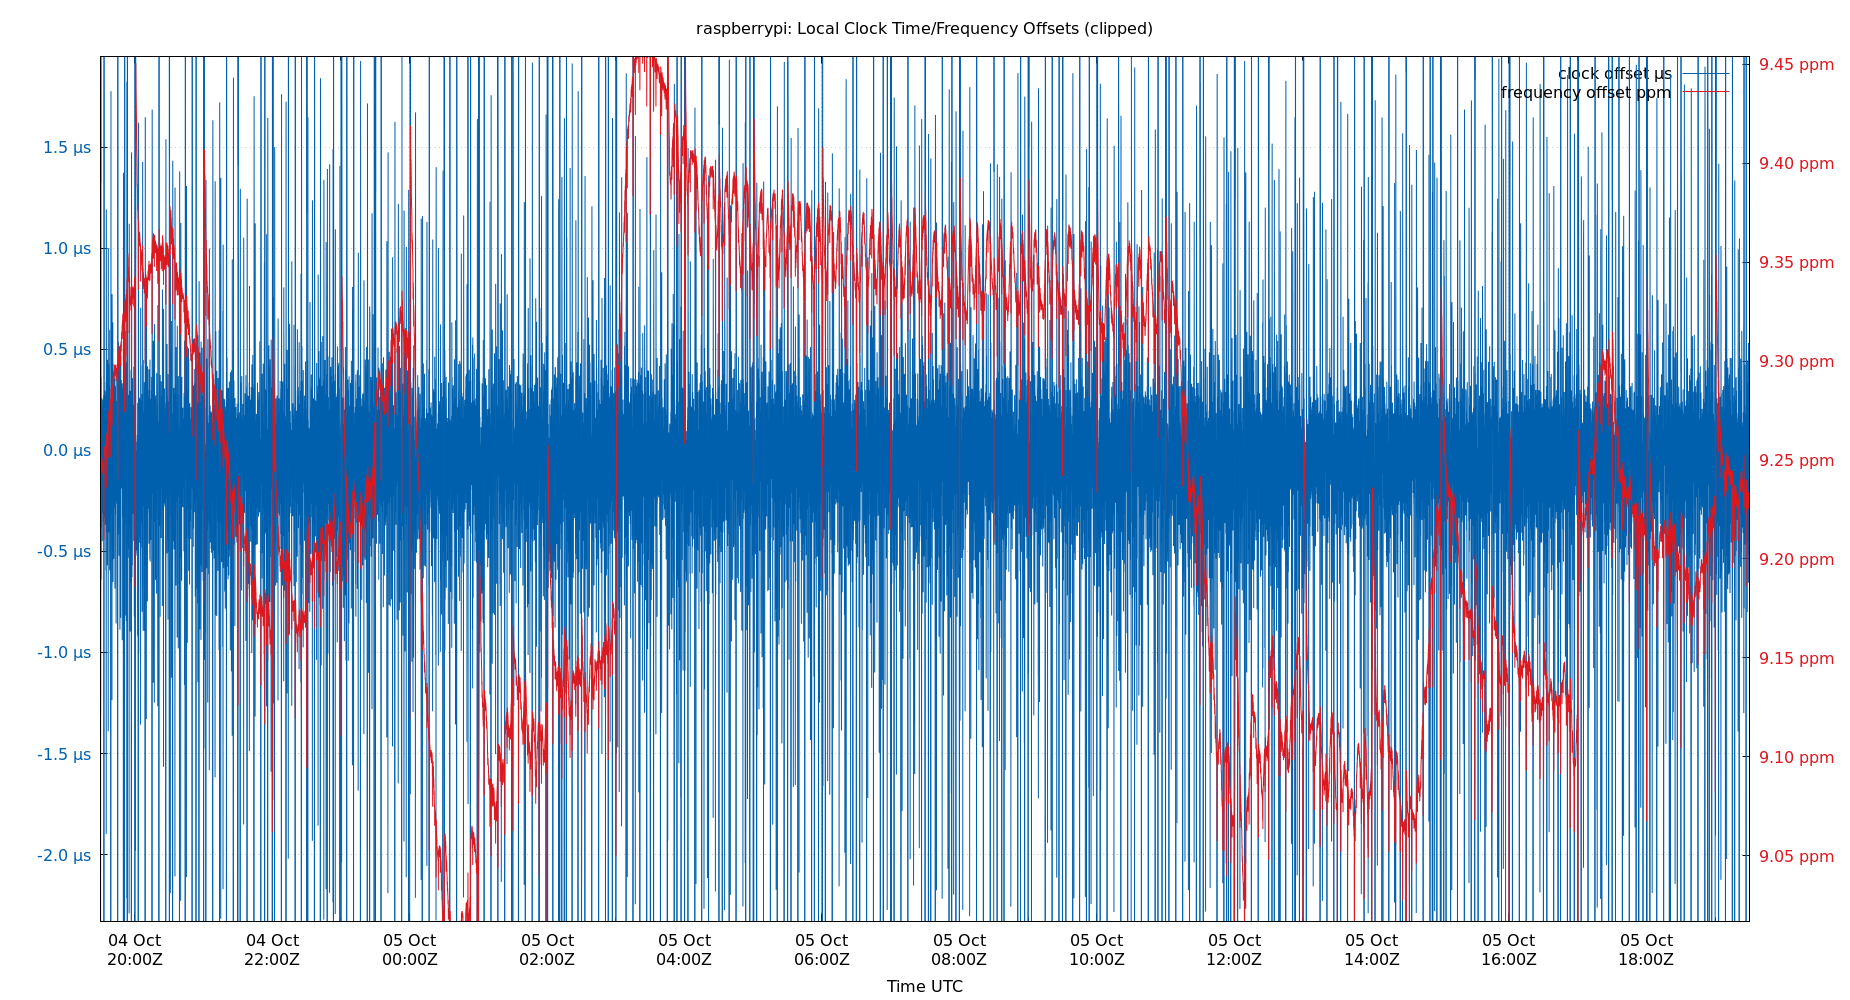 raspberrypi: Local Clock Time/Frequency Offsets (clipped)
clock offset µs
frequency offset ppm
1.5 µs
1.0 µs
0.5 µs
0.0 µs
-0.5 µs
-1.0 µs
-1.5 µs
-2.0 µs
9.45 ppm
9.40 ppm
9.35 ppm
9.30 ppm
9.25 ppm
9.20 ppm
9.15 ppm
9.10 ppm
9.05 ppm
04 Oct 04 Oct 05 Oct 05 Oct 05 Oct 05 Oct 05 Oct 05 Oct 05 Oct 05 Oct 05 Oct 05 Oct
20:00Z 22:00Z 00:00Z 02:00Z 04:00Z 06:00Z 08:00Z 10:00Z 12:00Z 14:00Z 16:00Z 18:00Z
Time UTC